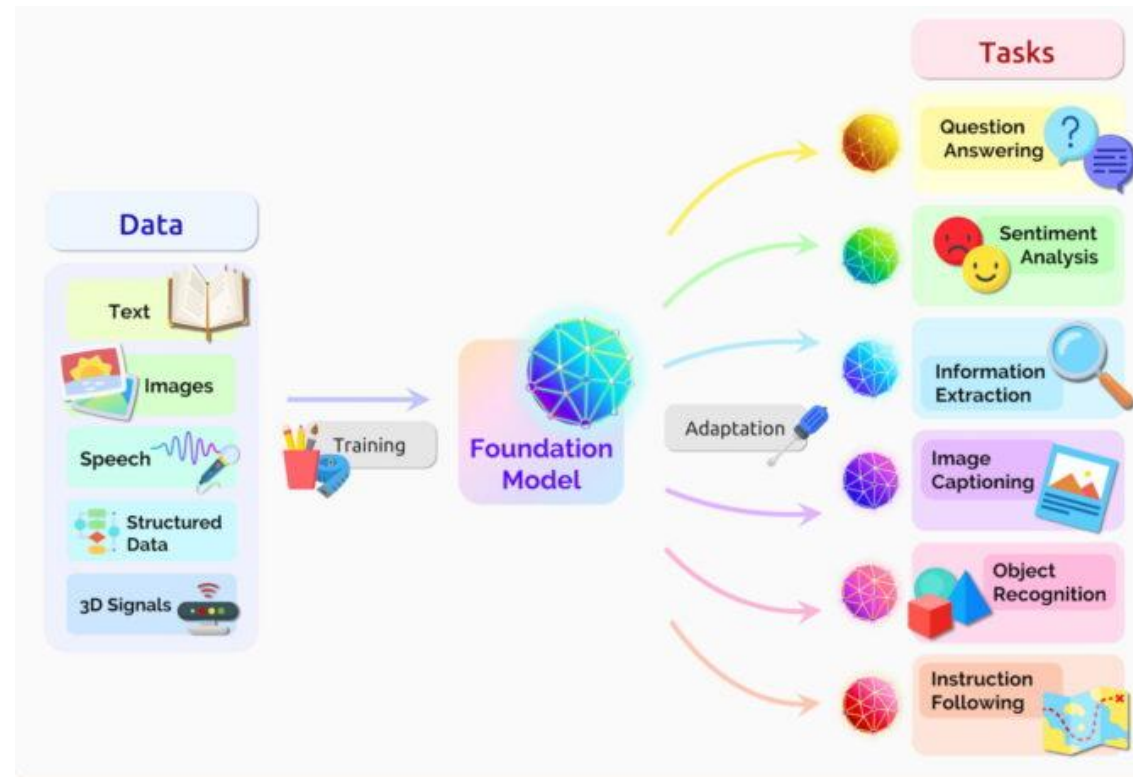 Data
Text
Images
Speech
Structured
Data
3D Signals
Training
Foundation
Model
Adaptation
Tasks
Question
Answering
Sentiment
Analysis
Information
Extraction
Image
Captioning
Object
Recognition
Instruction
Following